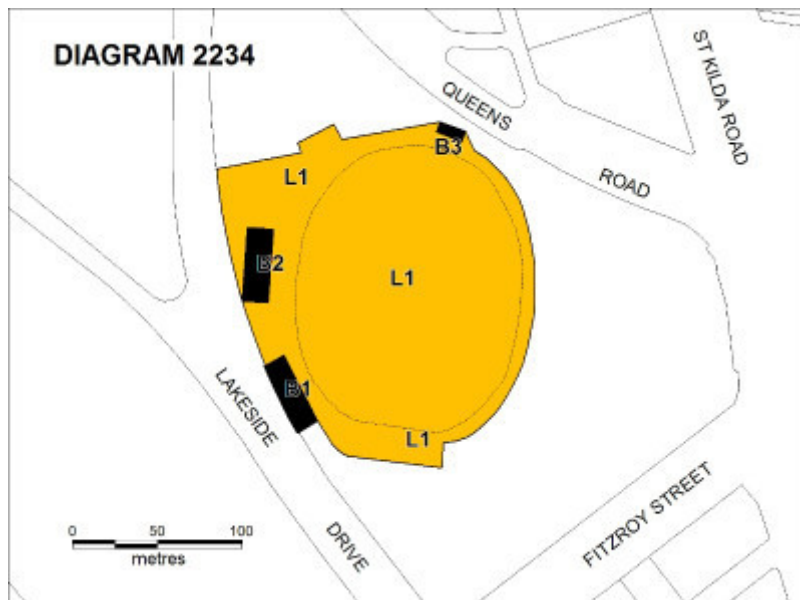 DIAGRAM 2234
ST KILDA ROAD
QUEENS
ROAD
B3
L1
B2
L1
B1
LAKESIDE
DRIVE
L1
FITZROY STREET
0 50 100
metres